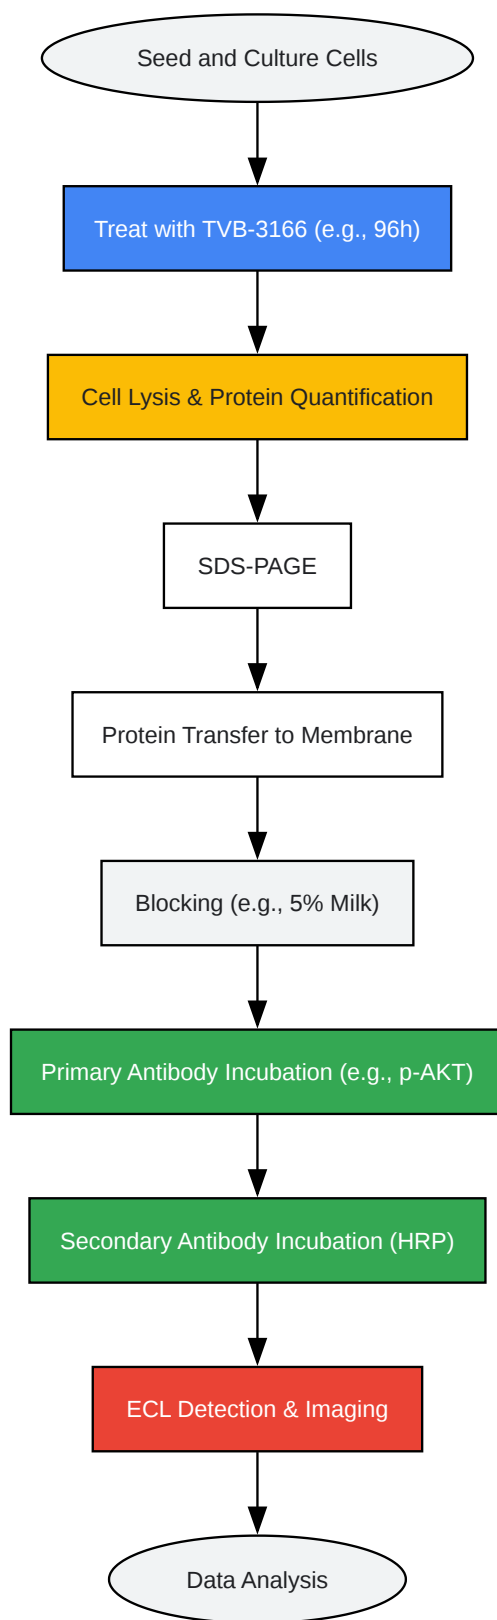 Seed and Culture Cells
Treat with TVB-3166 (e.g., 96h)
Cell Lysis & Protein Quantification
SDS-PAGE
Protein Transfer to Membrane
Blocking (e.g., 5% Milk)
Primary Antibody Incubation (e.g., p-AKT)
Secondary Antibody Incubation (HRP)
ECL Detection & Imaging
Data Analysis